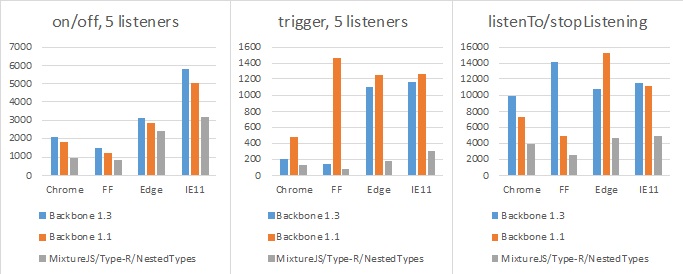 on/off, 5 listeners
7000
6000
5000
4000
3000
2000
1000
0
Chrome FF Edge IE11
Backbone 1.3
Backbone 1.1
MixtureJS/Type-R/NestedTypes
trigger, 5 listeners
1600
1400
1200
1000
800
600
400
200
0
Chrome FF Edge IE11
Backbone 1.3
Backbone 1.1
MixtureJS/Type-R/NestedTypes
listenTo/stopListening
16000
14000
12000
10000
8000
6000
4000
2000
0
Chrome FF Edge IE11
Backbone 1.3
Backbone 1.1
MixtureJS/Type-R/NestedTypes